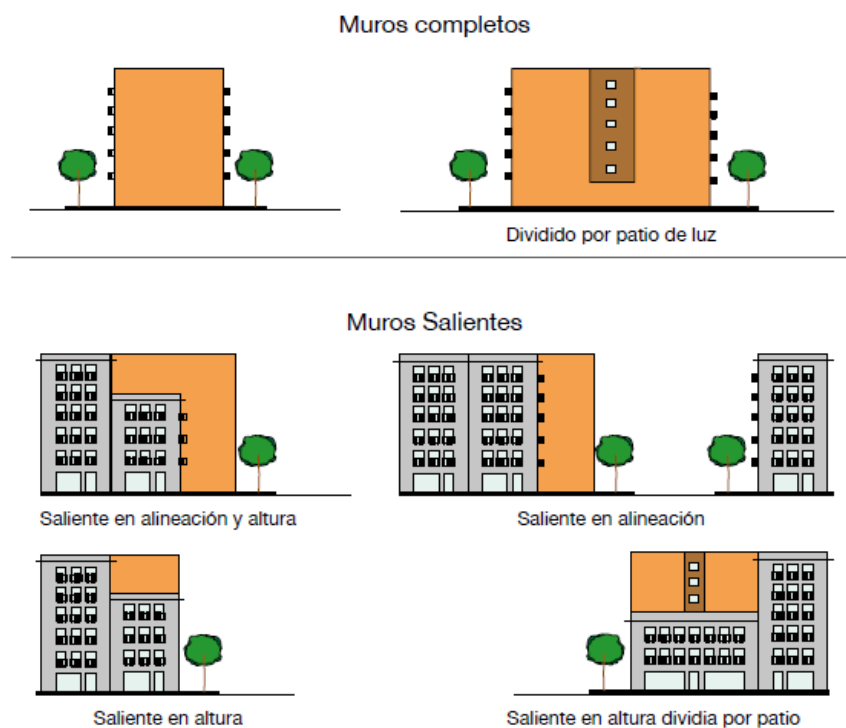 Muros completos
Dividido por patio de luz
Muros Salientes
Saliente en alineación y altura
Saliente en alineación
Saliente en altura
Saliente en altura dividia por patio